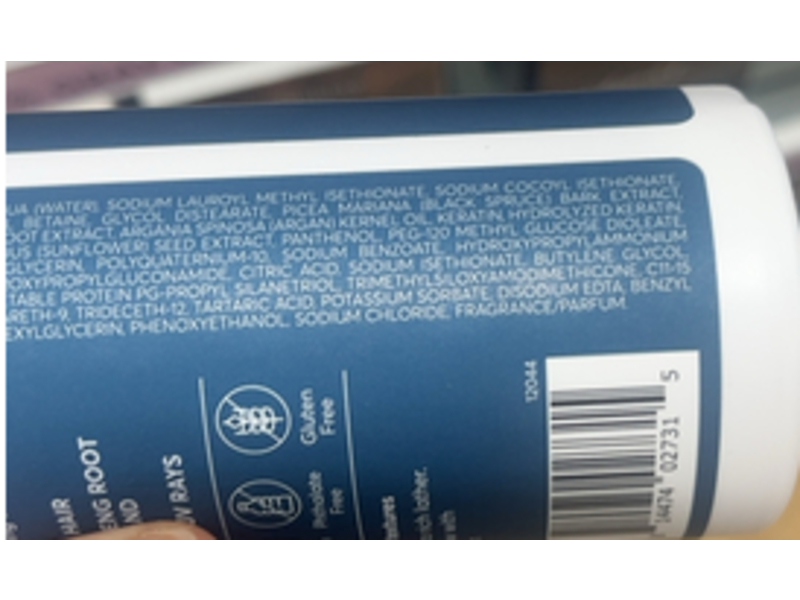 UA (WATER), SODIUM LAUROYL METHYL ISETHIONATE, SODIUM COCOYL ISETHIONATE,
BETAINE, GLYCOL DISTEARATE, PICEA MARIANA (BLACK SPRUCE) BARK EXTRACT,
OOT EXTRACT, ARGANIA SPINOSA (ARGAN) KERNEL OIL, KERATIN, HYDROLYZED KERATIN,
US (SUNFLOWER) SEED EXTRACT, PANTHENOL, PEG-120 METHYL GLUCOSE DIOLEATE,
GLYCERIN, POLYQUATERNIUM-10, SODIUM BENZOATE, HYDROXYPROPYLAMMONIUM
OXYPROPYLGLUCONAMIDE, CITRIC ACID, SODIUM ISETHIONATE, BUTYLENE GLYCOL,
TABLE PROTEIN PG-PROPYL SILANETRIOL, TRIMETHYLSILOXYAMODIMETHICONE, C11-15
ARETH-9, TRIDECETH-12, TARTARIC ACID, POTASSIUM SORBATE, DISODIUM EDTA, BENZYL
EXYLGLYCERIN, PHENOXYETHANOL, SODIUM CHLORIDE, FRAGRANCE/PARFUM
HAIR
ENG ROOT
ND
UV RAYS
Gluten
Free
Phthalate
Free
rich lather.
with
12044
14474 02731 5